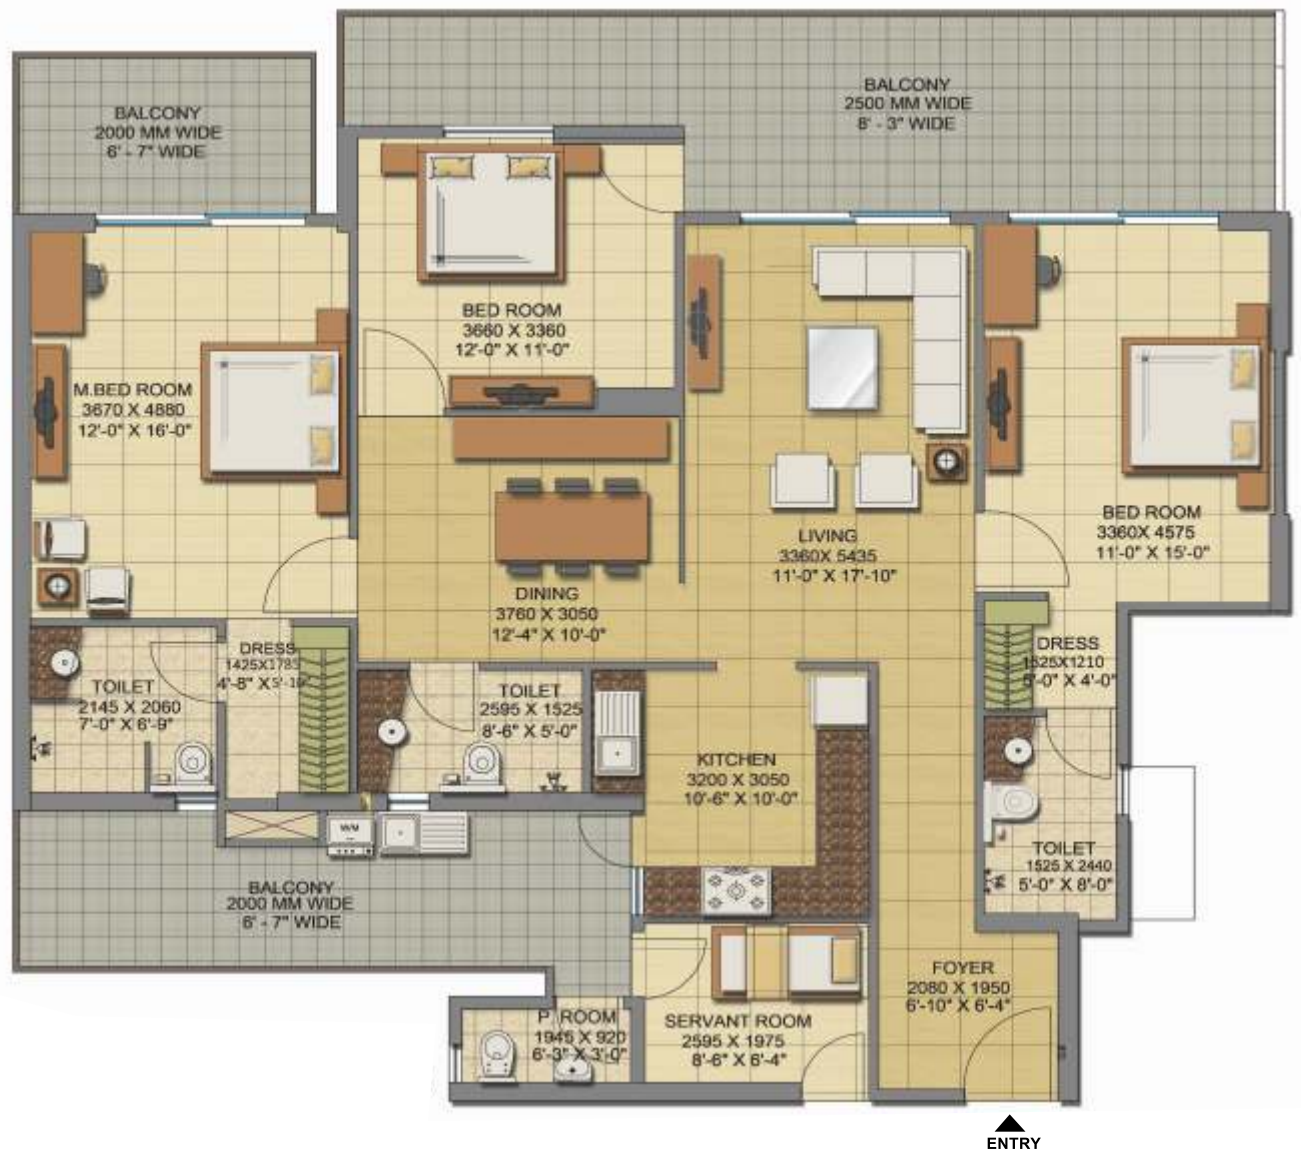 BALCONY
2500 MM WIDE
8' - 3" WIDE
BALCONY
2000 MM WIDE
6' - 7" WIDE
BED ROOM
3660 X 3360
12'-0" X 11'-0"
M.BED ROOM
3670 X 4880
12'-0" X 16'-0"
BED ROOM
3360X 4575
11'-0" X 15'-0"
LIVING
3360X 5435
11'-0" X 17'-10"
DINING
3760 X 3050
12'-4" X 10'-0"
DRESS
1425X1785
4'-8" X 5'-10"
DRESS
1525X1210
5'-0" X 4'-0"
TOILET
2145 X 2060
7'-0" X 6'-9"
TOILET
2595 X 1525
8'-6" X 5'-0"
KITCHEN
3200 X 3050
10'-6" X 10'-0"
W/M
TOILET
1525 X 2440
5'-0" X 8'-0"
BALCONY
2000 MM WIDE
6' - 7" WIDE
FOYER
2080 X 1950
6'-10" X 6'-4"
P. ROOM
1945 X 920
6'-3" X 3'-0"
SERVANT ROOM
2595 X 1975
8'-6" X 6'-4"
ENTRY